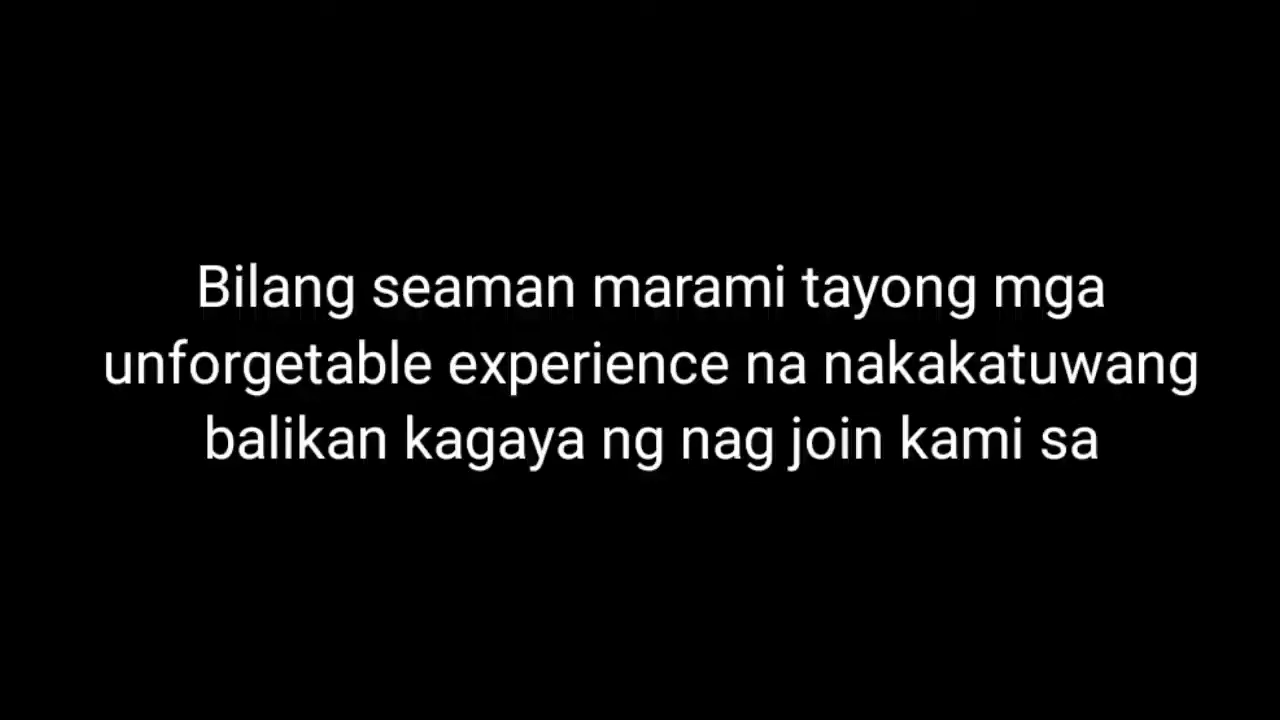 Bilang seaman marami tayong mga
unforgetable experience na nakakatuwang
balikan kagaya ng nag join kami sa